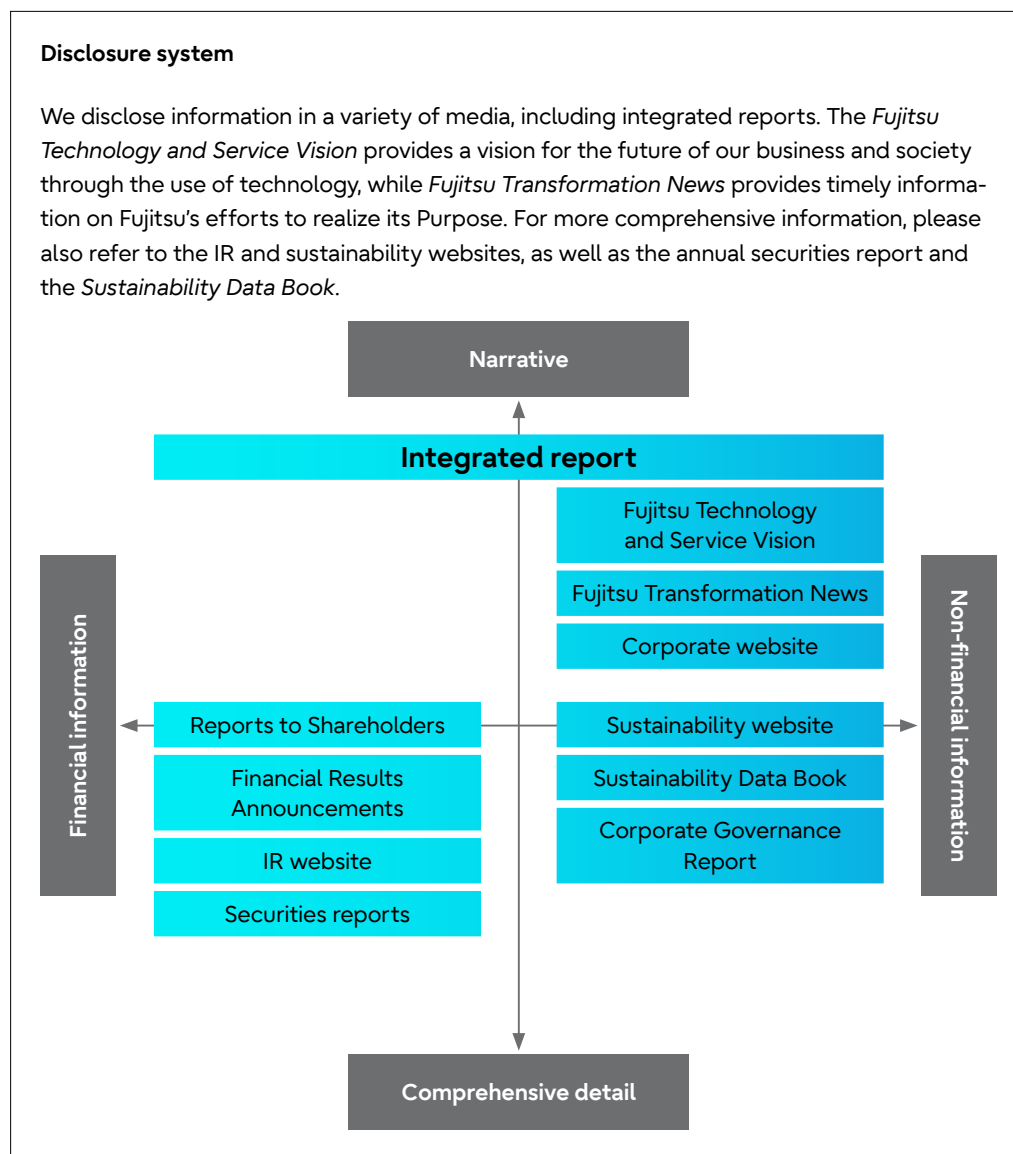 Disclosure system
We disclose information in a variety of media, including integrated reports. The Fujitsu
Technology and Service Vision provides a vision for the future of our business and society
through the use of technology, while Fujitsu Transformation News provides timely informa-
tion on Fujitsu’s efforts to realize its Purpose. For more comprehensive information, please
also refer to the IR and sustainability websites, as well as the annual securities report and
the Sustainability Data Book.
Narrative
Integrated report
Fujitsu Technology
and Service Vision
Fujitsu Transformation News
Corporate website
Financial information
Non-financial information
Reports to Shareholders
Sustainability website
Financial Results
Announcements
Sustainability Data Book
IR website
Corporate Governance
Report
Securities reports
Comprehensive detail